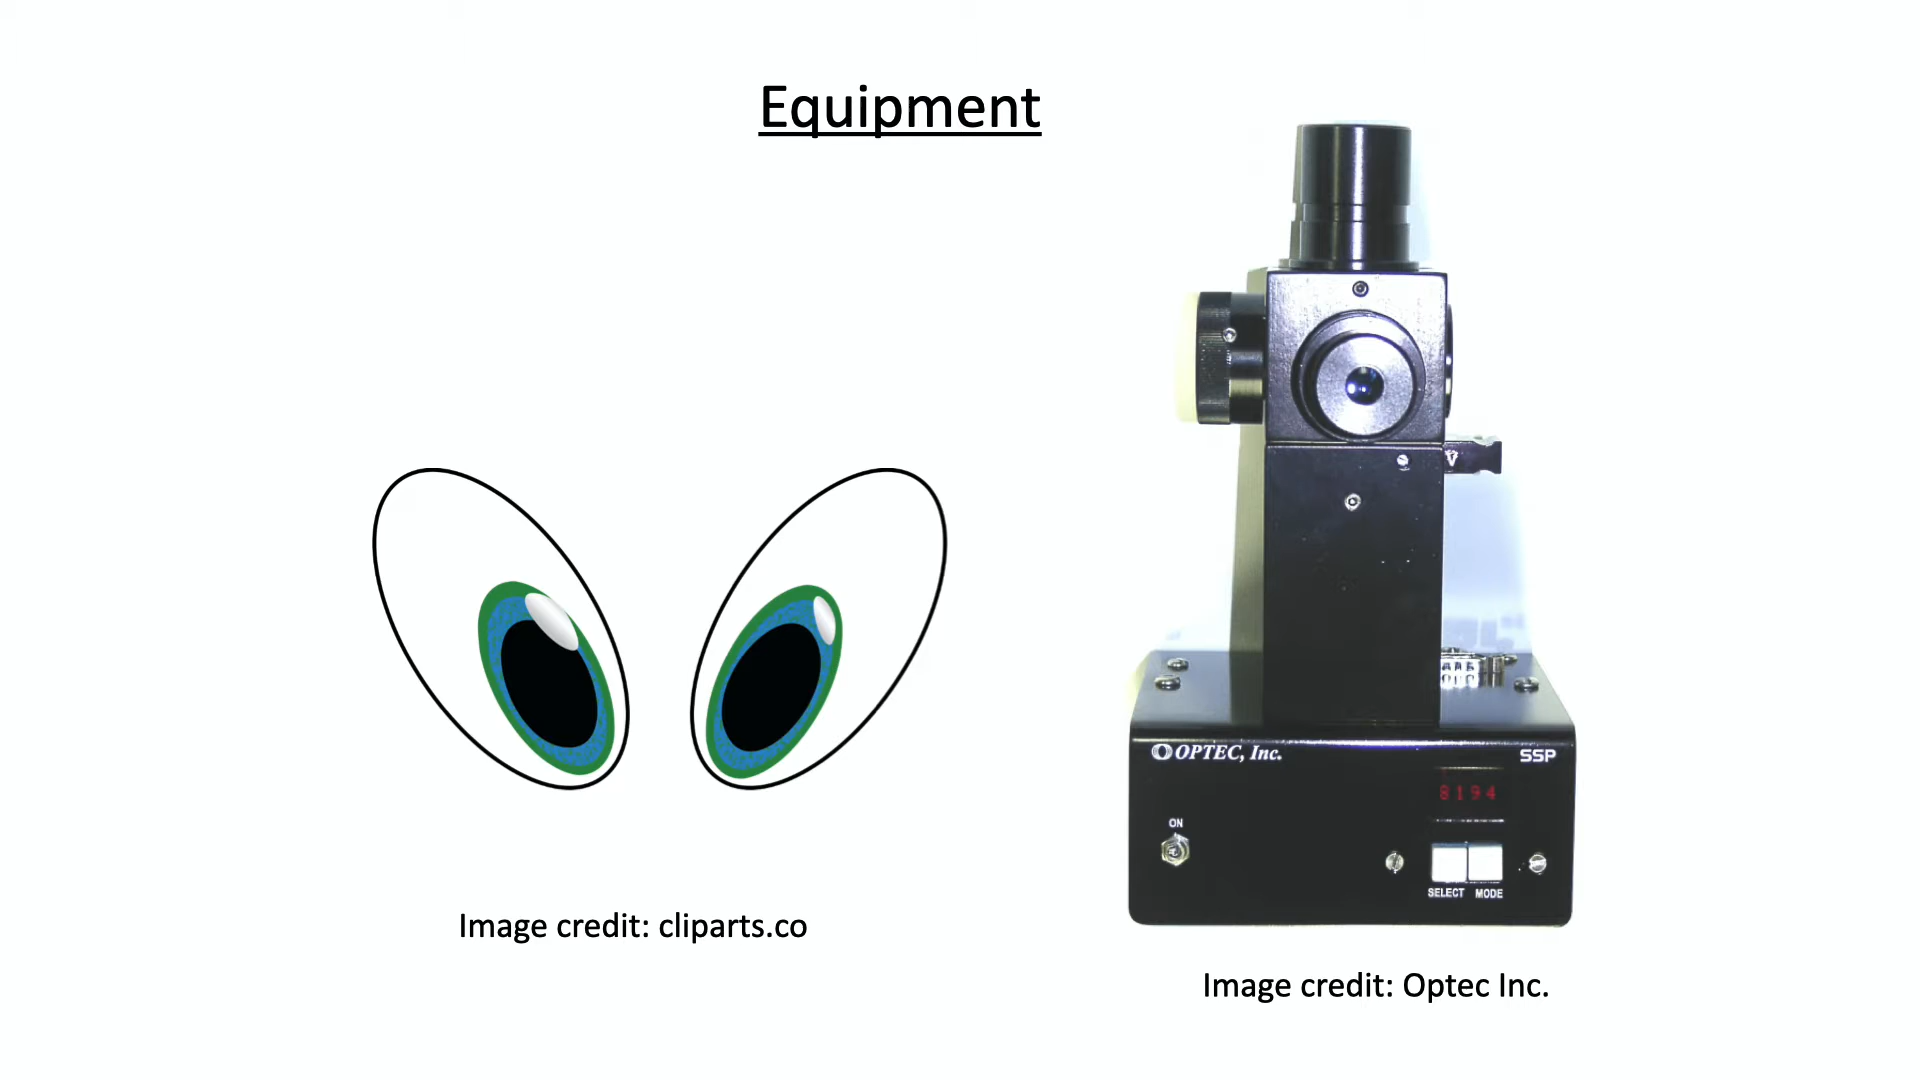 Equipment
V
OPTEC, Inc.
SSP
8194
ON
SELECT MODE
Image credit: cliparts.co
Image credit: Optec Inc.